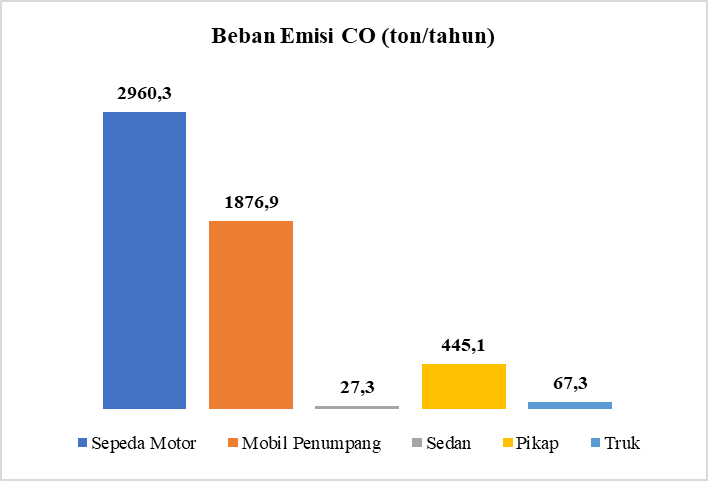 Beban Emisi CO (ton/tahun)
2960,3
1876,9
27,3
445,1
67,3
Sepeda Motor Mobil Penumpang Sedan Pikap Truk